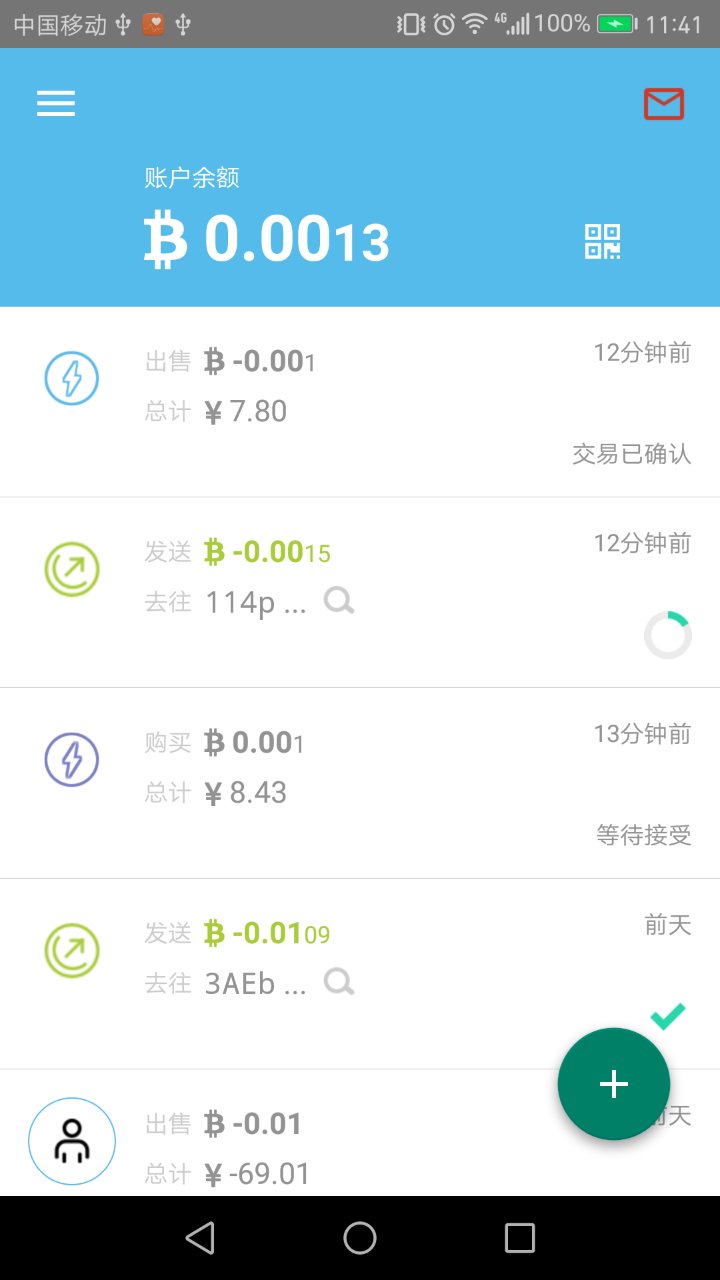 中国移动 4G 100% 11:41
账户余额
₿ 0.0013
出售 ₿ -0.001 12分钟前
总计 ¥ 7.80
交易已确认
发送 ₿ -0.0015 12分钟前
去往 114p ...
购买 ₿ 0.001 13分钟前
总计 ¥ 8.43
等待接受
发送 ₿ -0.0109 前天
去往 3AEb ...
出售 ₿ -0.01 前天
总计 ¥ -69.01